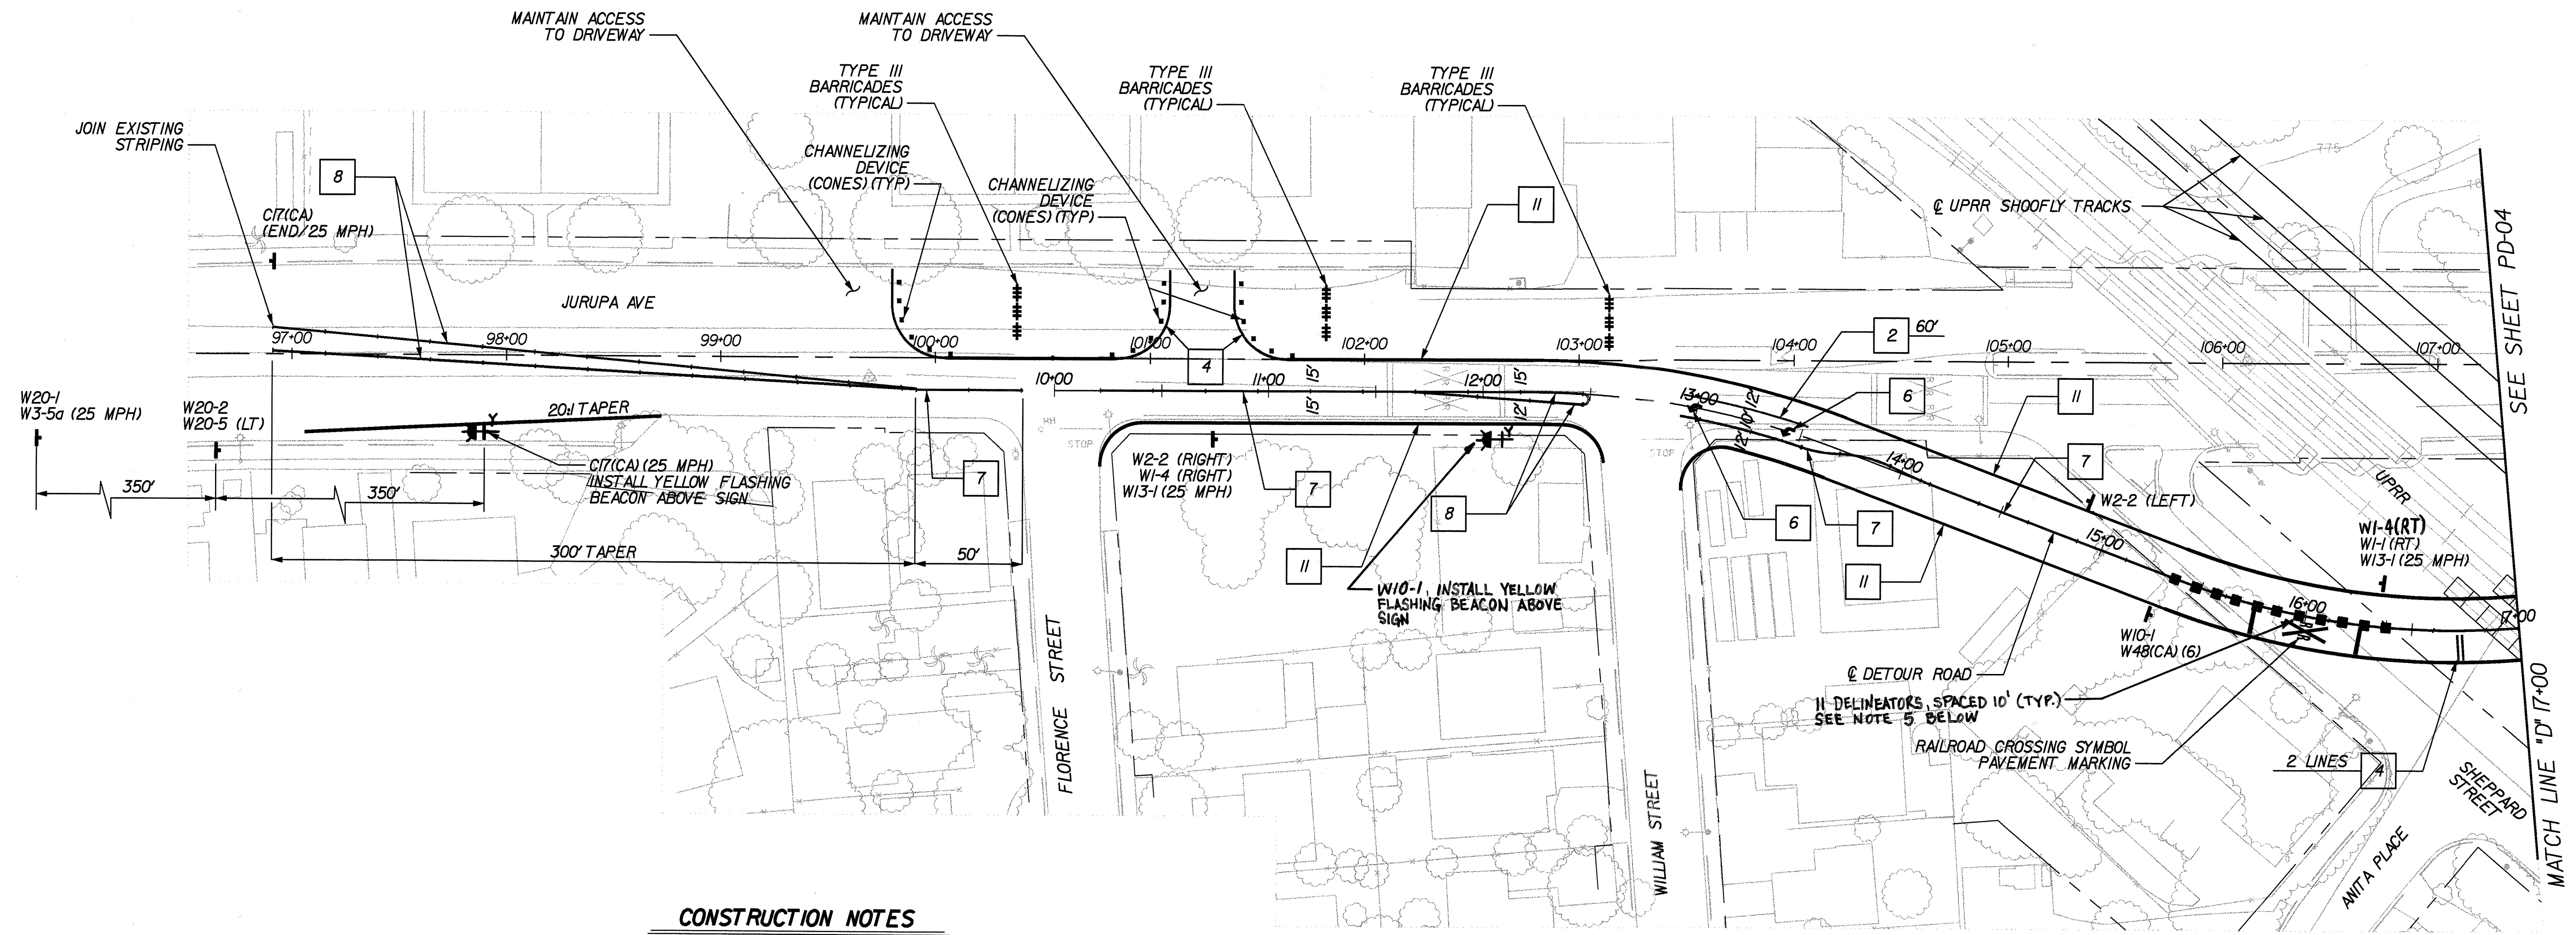 MAINTAIN ACCESS
TO DRIVEWAY
MAINTAIN ACCESS
TO DRIVEWAY
TYPE III
BARRICADES
(TYPICAL)
TYPE III
BARRICADES
(TYPICAL)
TYPE III
BARRICADES
(TYPICAL)
JOIN EXISTING
STRIPING
8
C17(CA)
(END/25 MPH)
CHANNELIZING
DEVICE
(CONES) (TYP)
CHANNELIZING
DEVICE
(CONES) (TYP)
11
℄ UPRR SHOOFLY TRACKS
775
SEE SHEET PD-04
JURUPA AVE
97+00
98+00
99+00
100+00
101+00
102+00
103+00
104+00
105+00
106+00
107+00
2
60'
4
10+00
11+00
12+00
13+00
14+00
15+00
16+00
17+00
15'
15'
15'
12'
12'
10'
12'
6
11
7
W20-1
W3-5a (25 MPH)
W20-2
W20-5 (LT)
20:1 TAPER
350'
350'
C17(CA) (25 MPH)
INSTALL YELLOW FLASHING
BEACON ABOVE SIGN
7
300' TAPER
50'
STOP
STOP
W2-2 (RIGHT)
W1-4 (RIGHT)
W13-1 (25 MPH)
7
8
6
7
11
11
W10-1, INSTALL YELLOW
FLASHING BEACON ABOVE
SIGN
W2-2 (LEFT)
UPRR
W1-4(RT)
W1-1 (RT)
W13-1 (25 MPH)
W10-1
W48(CA) (6)
℄ DETOUR ROAD
11 DELINEATORS, SPACED 10' (TYP.)
SEE NOTE 5 BELOW
RAILROAD CROSSING SYMBOL
PAVEMENT MARKING
2 LINES
4
FLORENCE STREET
WILLIAM STREET
SHEPPARD
STREET
ANITA PLACE
MATCH LINE "D" 17+00
CONSTRUCTION NOTES